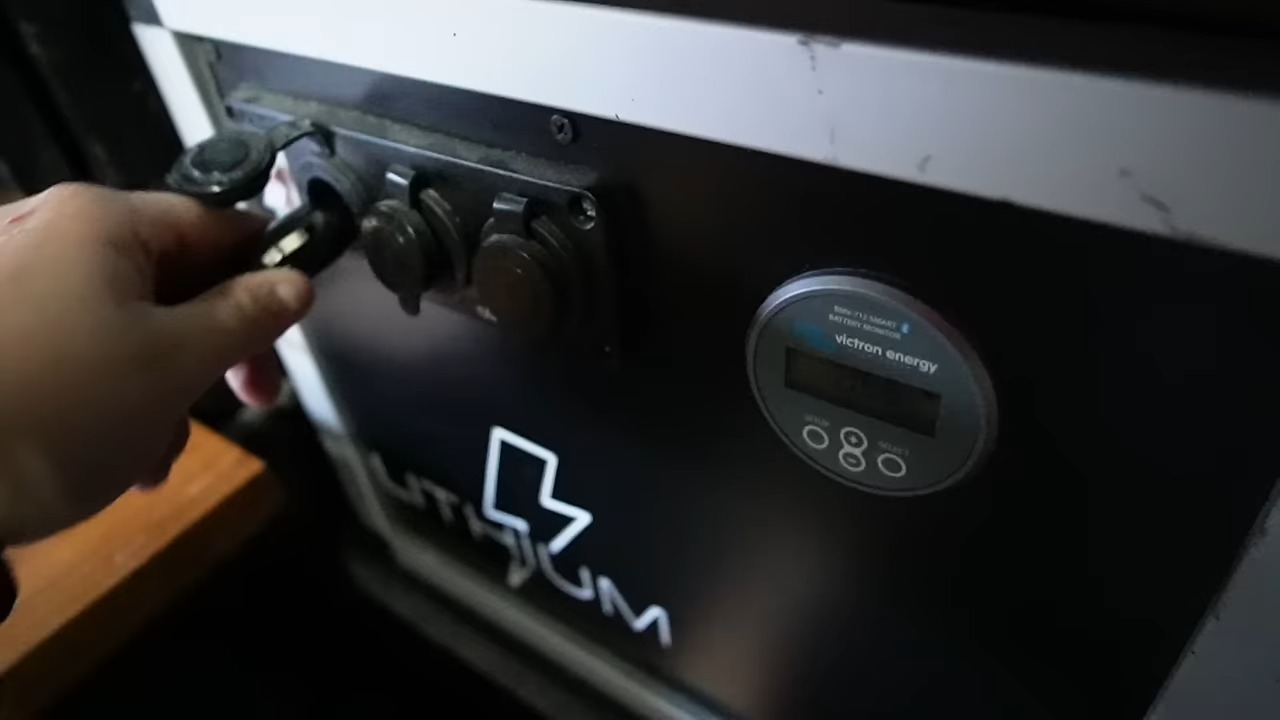 BMV-712 SMART
BATTERY MONITOR
victron energy
SETUP
SELECT
+
-
LITHIUM